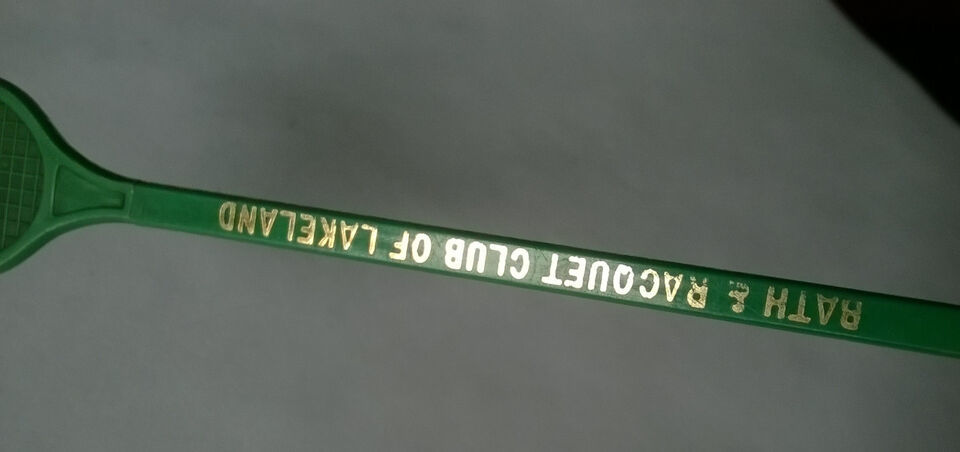 RATH & RACQUET CLUB OF LAKELAND